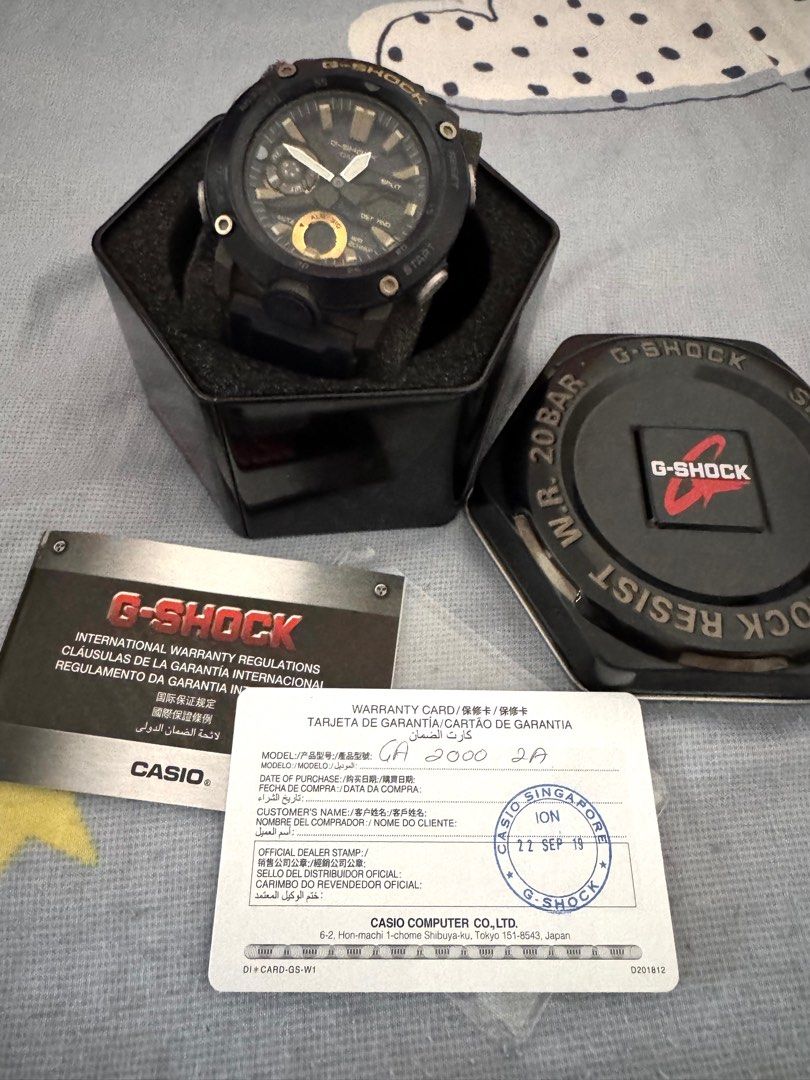 G-SHOCK
G-SHOCK
SPLIT
DST HND
ALM SIG
START
G-SHOCK
W.R. 20BAR
G-SHOCK
SHOCK RESIST
G-SHOCK
INTERNATIONAL WARRANTY REGULATIONS
CLÁUSULAS DE LA GARANTÍA INTERNACIONAL
REGULAMENTO DA GARANTIA
国际保证规定
國際保證條例
لائحة الضمان الدولى
CASIO®
WARRANTY CARD/保修卡/保修卡
TARJETA DE GARANTÍA/CARTÃO DE GARANTIA
كارت الضمان
MODEL:/产品型号:/產品型號: GA 2000 2A
MODELO:/MODELO:/الموديل:
DATE OF PURCHASE:/购买日期:/購買日期:
FECHA DE COMPRA:/DATA DA COMPRA:
تاريخ الشراء:
CUSTOMER'S NAME:/客户姓名:/客戶姓名:
NOMBRE DEL COMPRADOR:/NOME DO CLIENTE:
أسم العميل:
OFFICIAL DEALER STAMP:/
销售公司公章:/經銷公司公章:
SELLO DEL DISTRIBUIDOR OFICIAL:
CARIMBO DO REVENDEDOR OFICIAL:
ختم الوكيل المعتمد:
CASIO SINGAPORE
ION
22 SEP 19
★ G-SHOCK ★
CASIO COMPUTER CO.,LTD.
6-2, Hon-machi 1-chome Shibuya-ku, Tokyo 151-8543, Japan
DI＊CARD-GS-W1
D201812